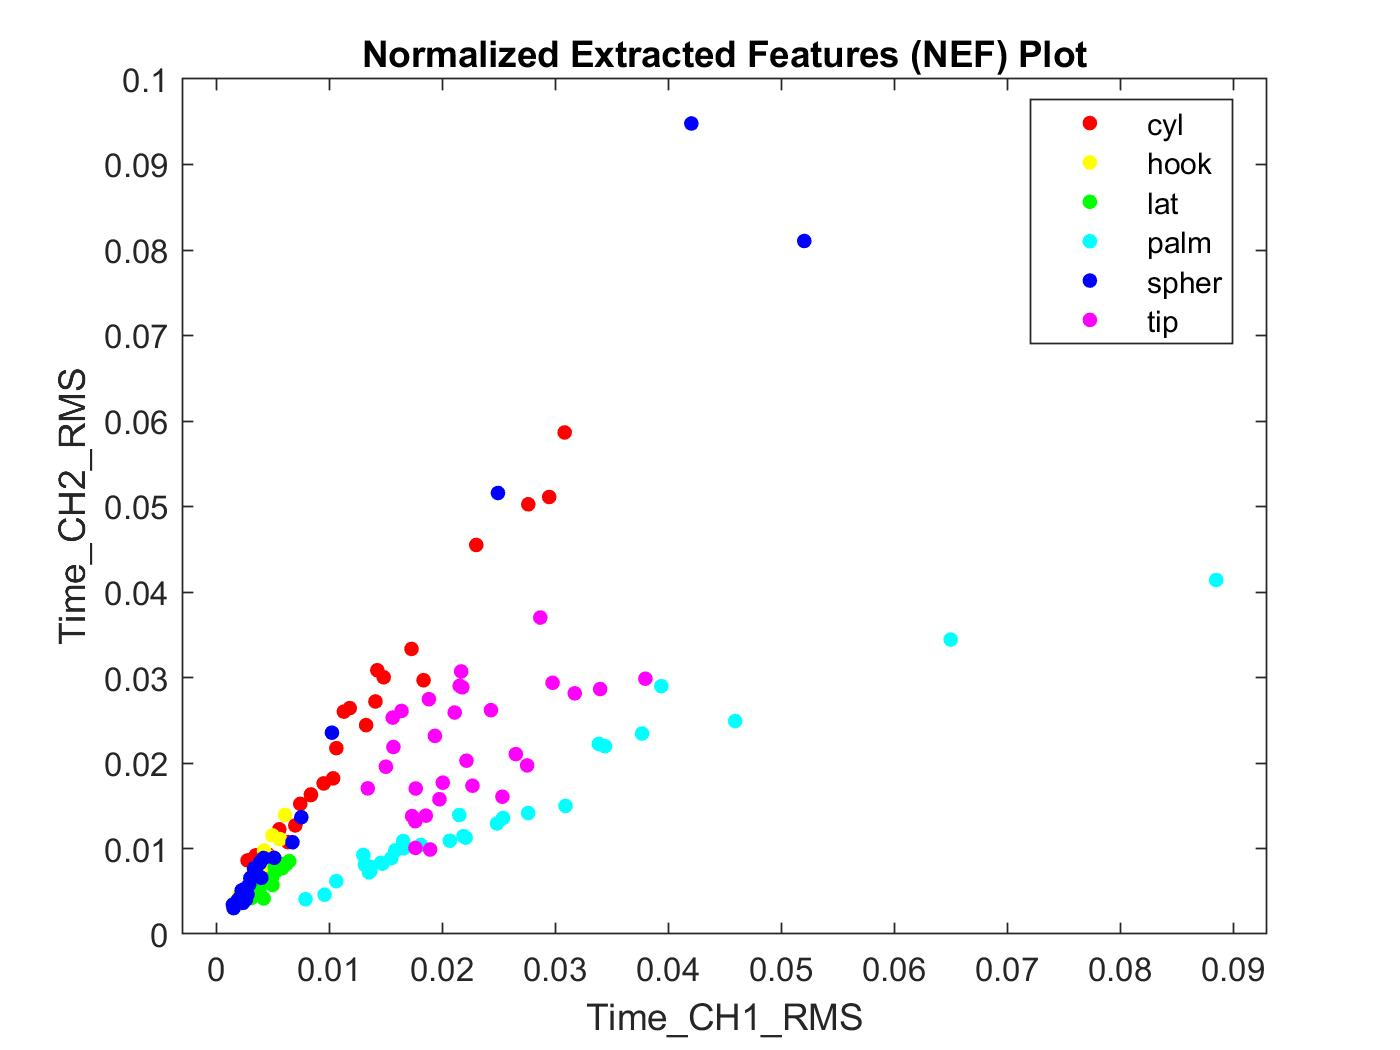 Normalized Extracted Features (NEF) Plot
0.1
0.09
0.08
0.07
0.06
0.05
0.04
0.03
0.02
0.01
0
Time_CH2_RMS
cyl
hook
lat
palm
spher
tip
0 0.01 0.02 0.03 0.04 0.05 0.06 0.07 0.08 0.09
Time_CH1_RMS